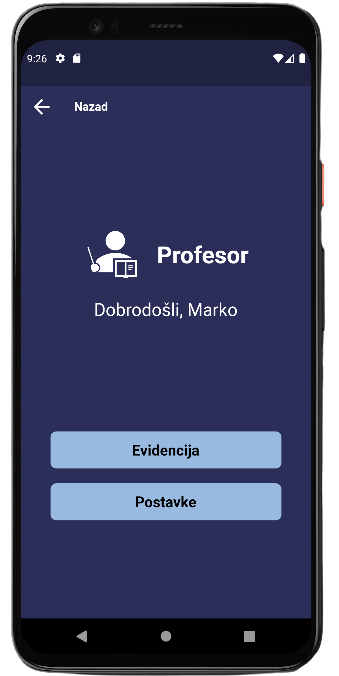 9:26
Nazad
Profesor
Dobrodošli, Marko
Evidencija
Postavke